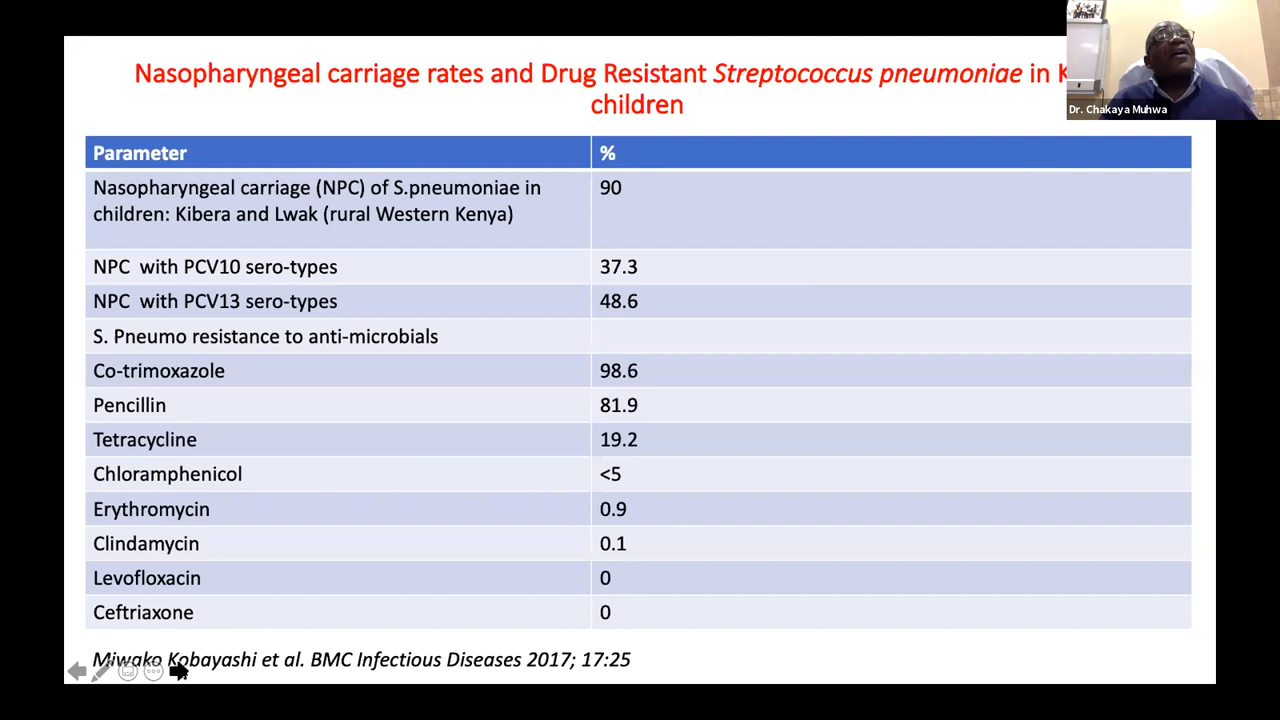 Nasopharyngeal carriage rates and Drug Resistant Streptococcus pneumoniae in
children
Dr. Chakaya Muhwa
Parameter %
Nasopharyngeal carriage (NPC) of S.pneumoniae in 90
children: Kibera and Lwak (rural Western Kenya)
NPC with PCV10 sero-types 37.3
NPC with PCV13 sero-types 48.6
S. Pneumo resistance to anti-microbials
Co-trimoxazole 98.6
Pencillin 81.9
Tetracycline 19.2
Chloramphenicol <5
Erythromycin 0.9
Clindamycin 0.1
Levofloxacin 0
Ceftriaxone 0
Miwako Kobayashi et al. BMC Infectious Diseases 2017; 17:25